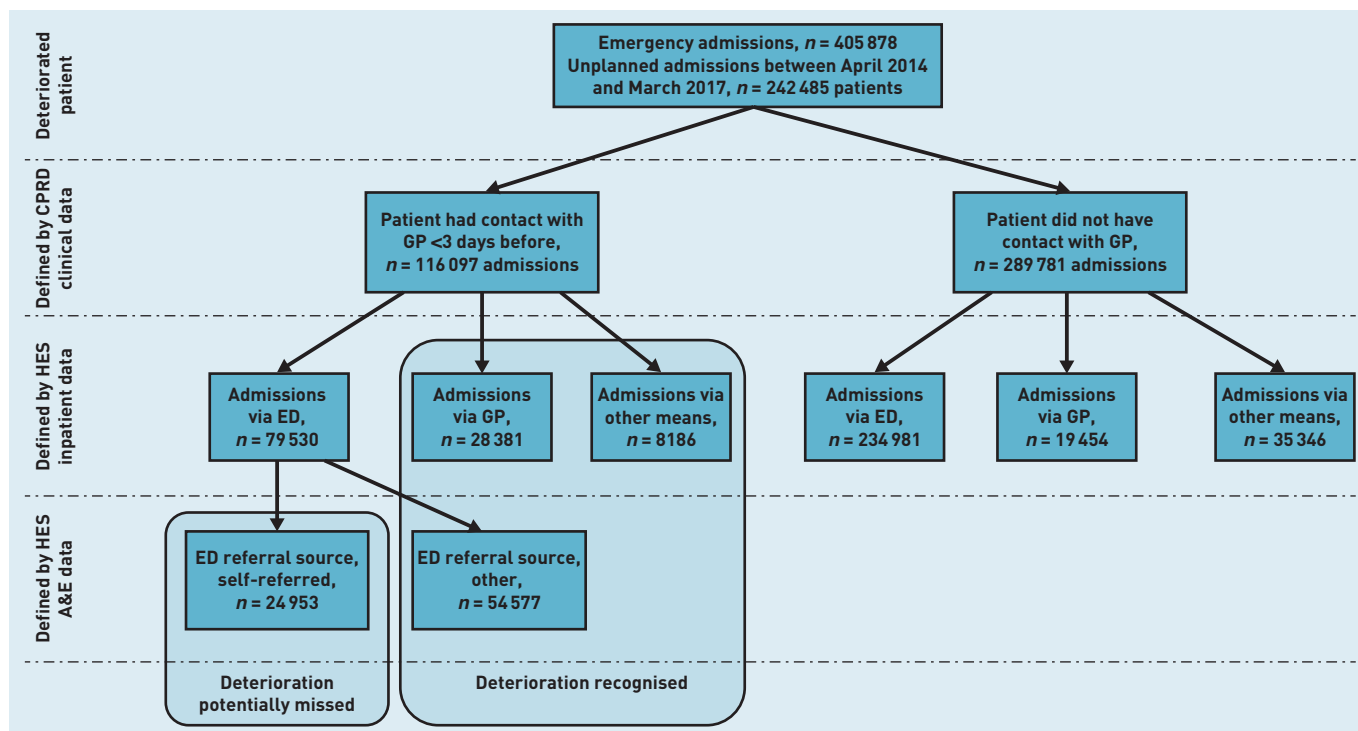 Deteriorated
patient
Emergency admissions, n = 405 878
Unplanned admissions between April 2014
and March 2017, n = 242 485 patients
Defined by CPRD
clinical data
Patient had contact with
GP <3 days before,
n = 116 097 admissions
Patient did not have
contact with GP,
n = 289 781 admissions
Defined by HES
inpatient data
Admissions
via ED,
n = 79 530
Admissions
via GP,
n = 28 381
Admissions via
other means,
n = 8186
Admissions
via ED,
n = 234 981
Admissions
via GP,
n = 19 454
Admissions via
other means,
n = 35 346
Defined by HES
A&E data
ED referral source,
self-referred,
n = 24 953
ED referral source,
other,
n = 54 577
Deterioration
potentially missed
Deterioration recognised